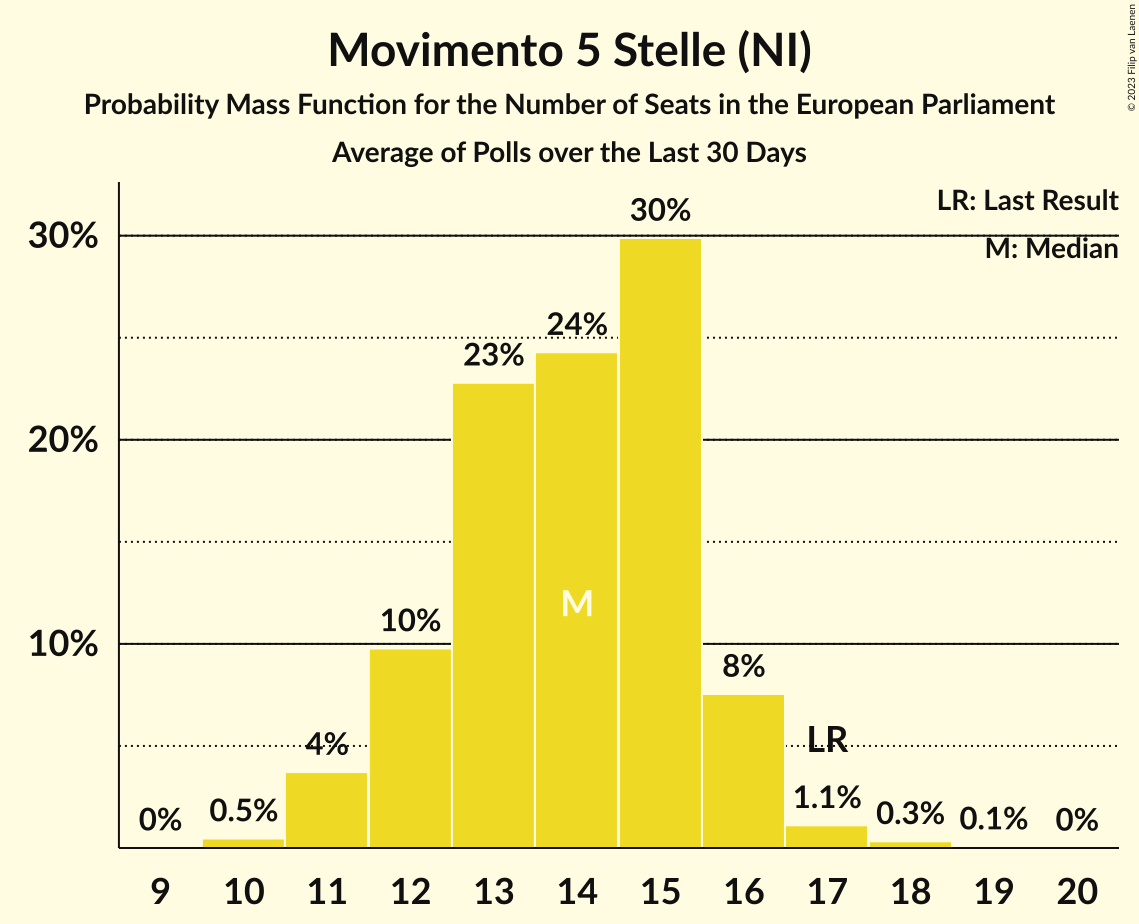 Movimento 5 Stelle (NI)
Probability Mass Function for the Number of Seats in the European Parliament
Average of Polls over the Last 30 Days
© 2023 Filip van Laenen
LR: Last Result
M: Median
30%
20%
10%
0%
0.5%
4%
10%
23%
24%
30%
8%
1.1%
0.3%
0.1%
0%
M
LR
9 10 11 12 13 14 15 16 17 18 19 20